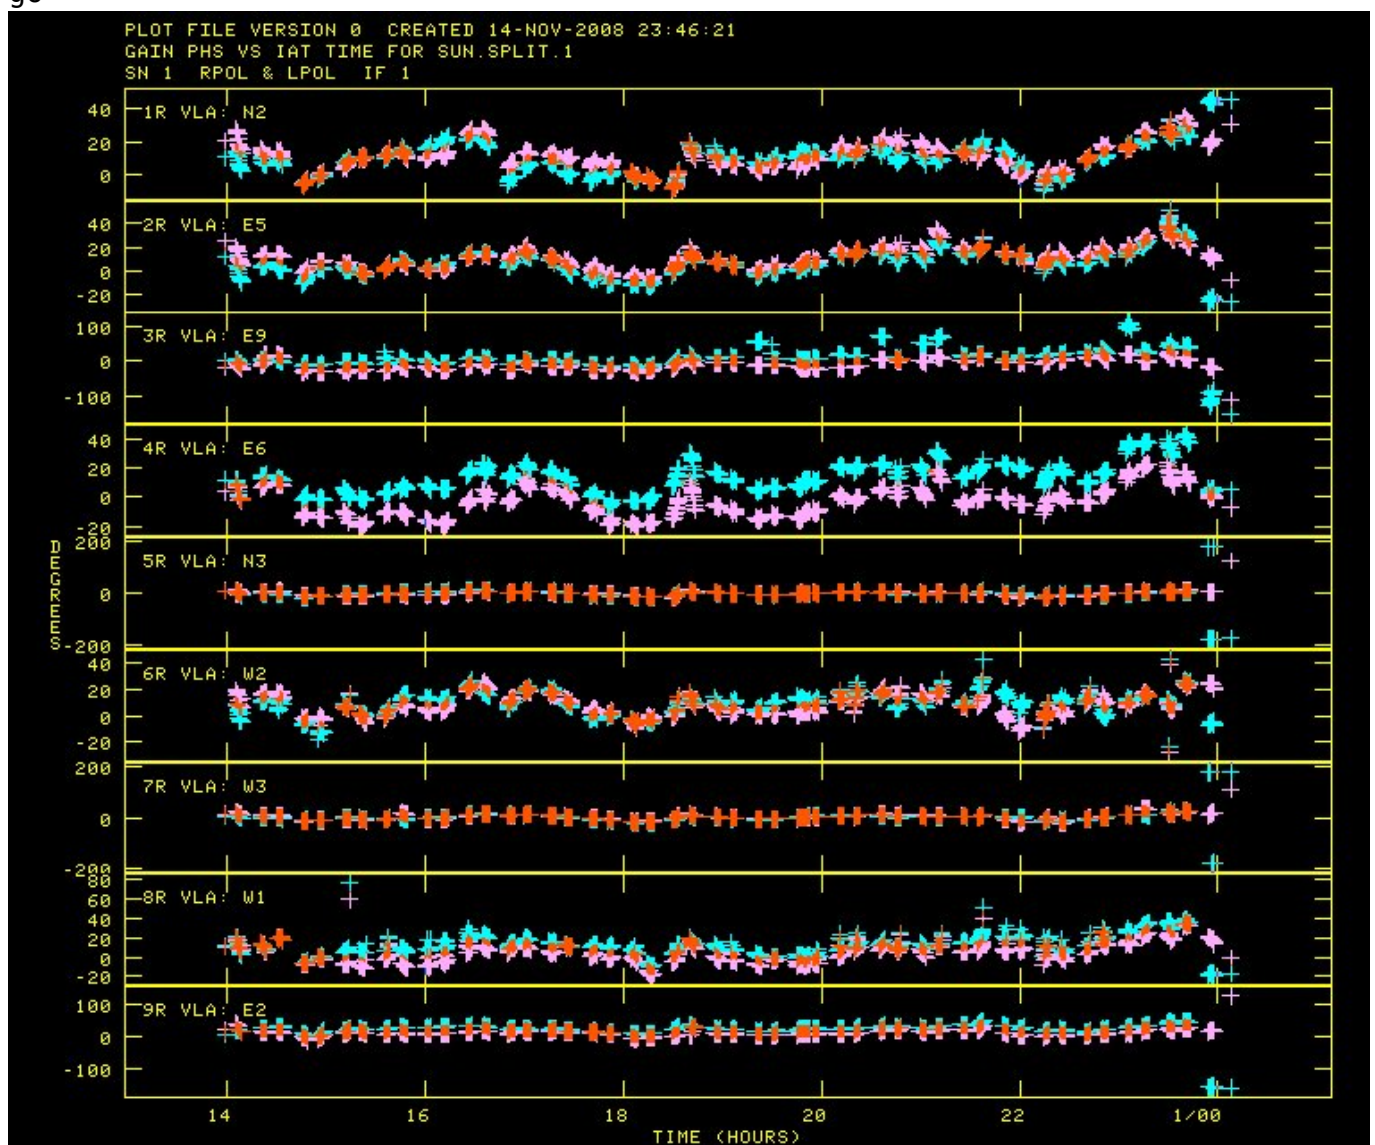 PLOT FILE VERSION 0 CREATED 14-NOV-2008 23:46:21
GAIN PHS VS IAT TIME FOR SUN.SPLIT.1
SN 1 RPOL & LPOL IF 1
40
1R VLA: N2
20
0
40
2R VLA: E5
20
0
-20
100
3R VLA: E9
0
-100
40
4R VLA: E6
20
0
-20
DEGREES
200
5R VLA: N3
0
-200
40
6R VLA: W2
20
0
-20
200
7R VLA: W3
0
-200
80
8R VLA: W1
60
40
20
0
-20
100
9R VLA: E2
0
-100
14 16 18 20 22 1/00
TIME (HOURS)